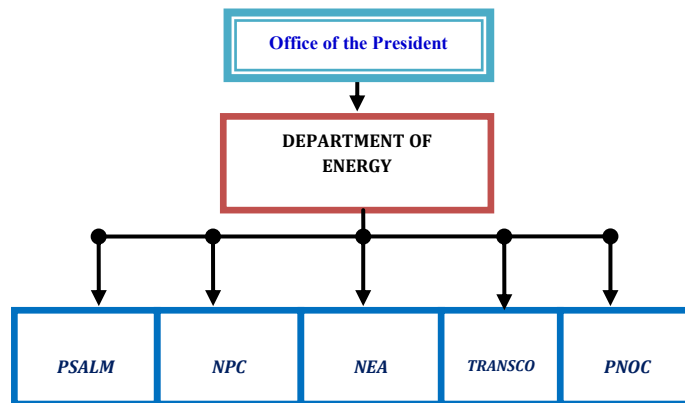 Office of the President
DEPARTMENT OF
ENERGY
PSALM NPC NEA TRANSCO PNOC